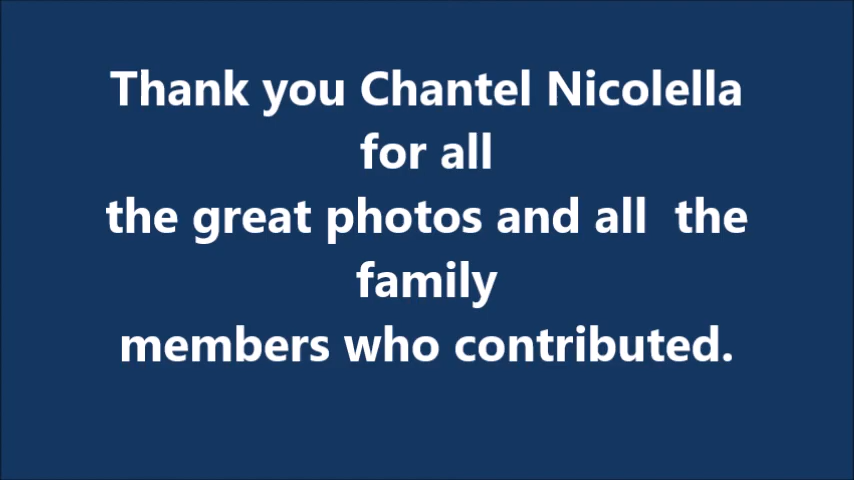 Thank you Chantel Nicolella
for all
the great photos and all  the
family
members who contributed.